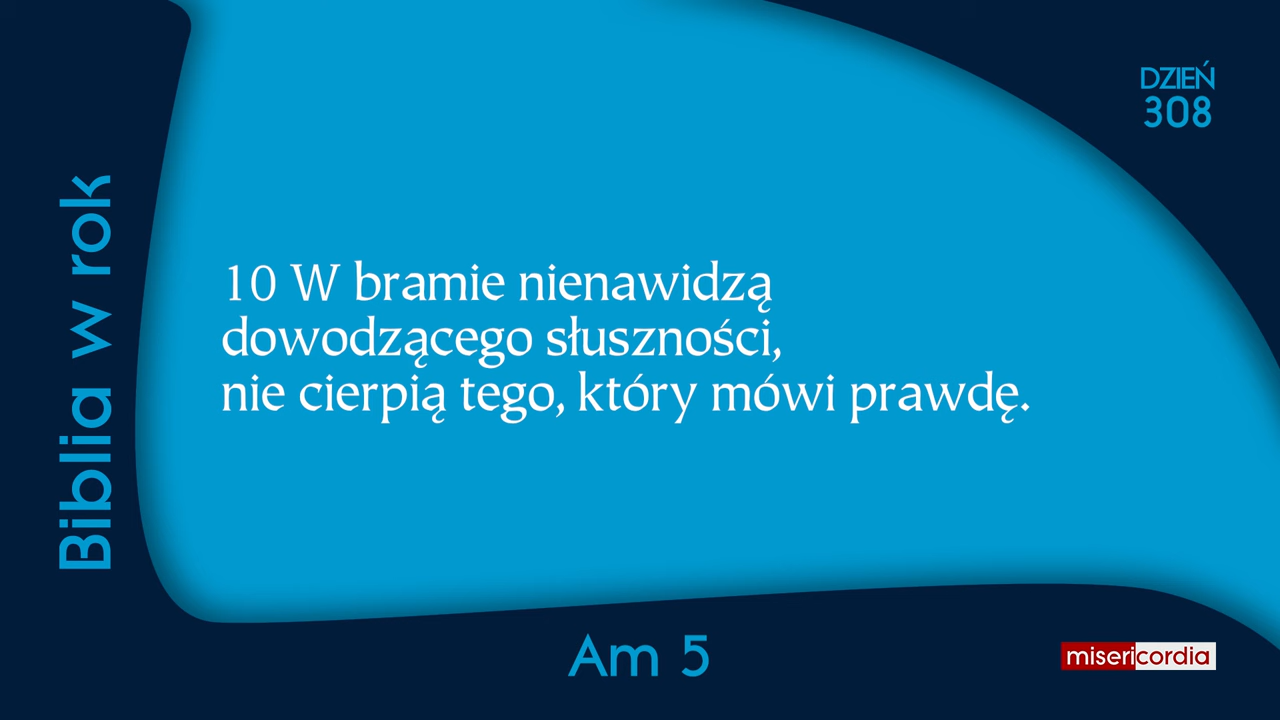 DZIEŃ
308
Biblia w rok
10 W bramie nienawidzą
dowodzącego słuszności,
nie cierpią tego, który mówi prawdę.
Am 5
misericordia